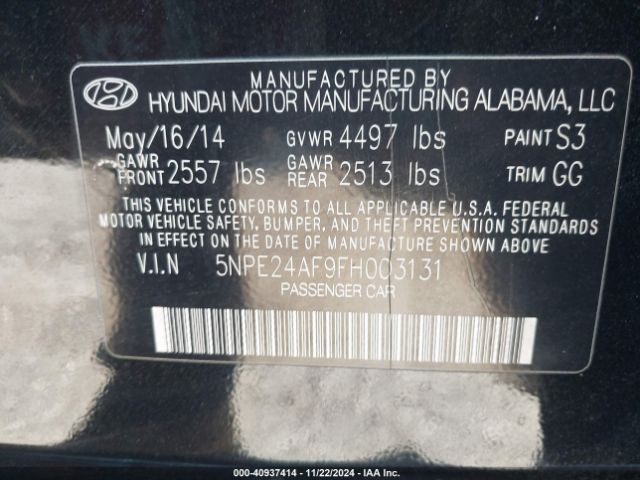 MANUFACTURED BY
HYUNDAI MOTOR MANUFACTURING ALABAMA, LLC
May/16/14 GVWR 4497 lbs PAINT S3
GAWR FRONT 2557 lbs GAWR REAR 2513 lbs TRIM GG
THIS VEHICLE CONFORMS TO ALL APPLICABLE U.S.A. FEDERAL
MOTOR VEHICLE SAFETY, BUMPER, AND THEFT PREVENTION STANDARDS
IN EFFECT ON THE DATE OF MANUFACTURE SHOWN ABOVE.
V.I.N 5NPE24AF9FH003131
PASSENGER CAR
000-40937414 - 11/22/2024 - IAA Inc.